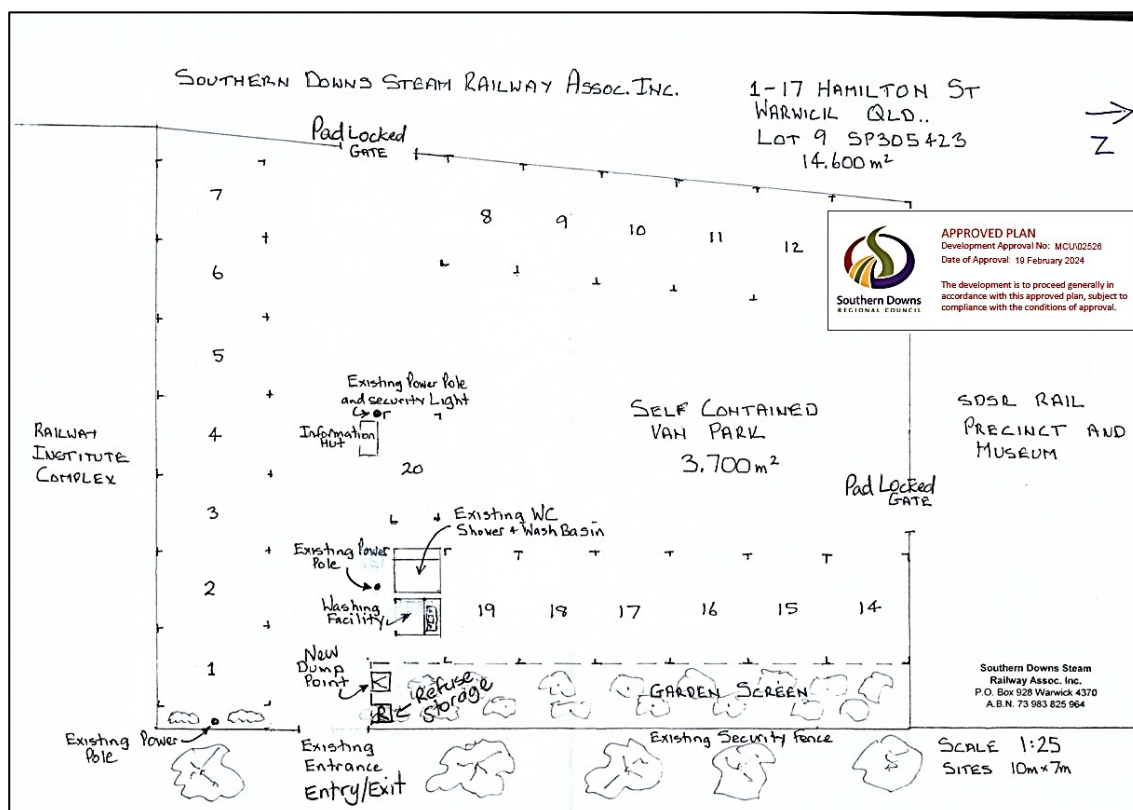 SOUTHERN DOWNS STEAM RAILWAY ASSOC. INC.
1-17 HAMILTON ST
WARWICK QLD..
LOT 9 SP305423
14.600 m²
Z
Pad Locked
GATE
7
8
9
10
11
12
6
5
4
3
2
1
APPROVED PLAN
Development Approval No: MCU\02526
Date of Approval: 19 February 2024
The development is to proceed generally in
accordance with this approved plan, subject to
compliance with the conditions of approval.
Southern Downs
REGIONAL COUNCIL
Existing Power Pole
and security Light
Information
Hut
20
SELF CONTAINED
VAN PARK
3.700 m²
SDSR RAIL
PRECINCT AND
MUSEUM
RAILWAY
INSTITUTE
COMPLEX
Pad Locked
GATE
Existing WC
Shower + Wash Basin
Existing Power
Pole
Washing
Facility
19
18
17
16
15
14
New
Dump
Point
R
Refuse
Storage
GARDEN SCREEN
Southern Downs Steam
Railway Assoc. Inc.
P.O. Box 928 Warwick 4370
A.B.N. 73 983 825 964
Existing Power
Pole
Existing
Entrance
Entry/Exit
Existing Security Fence
SCALE 1:25
SITES 10m x 7m